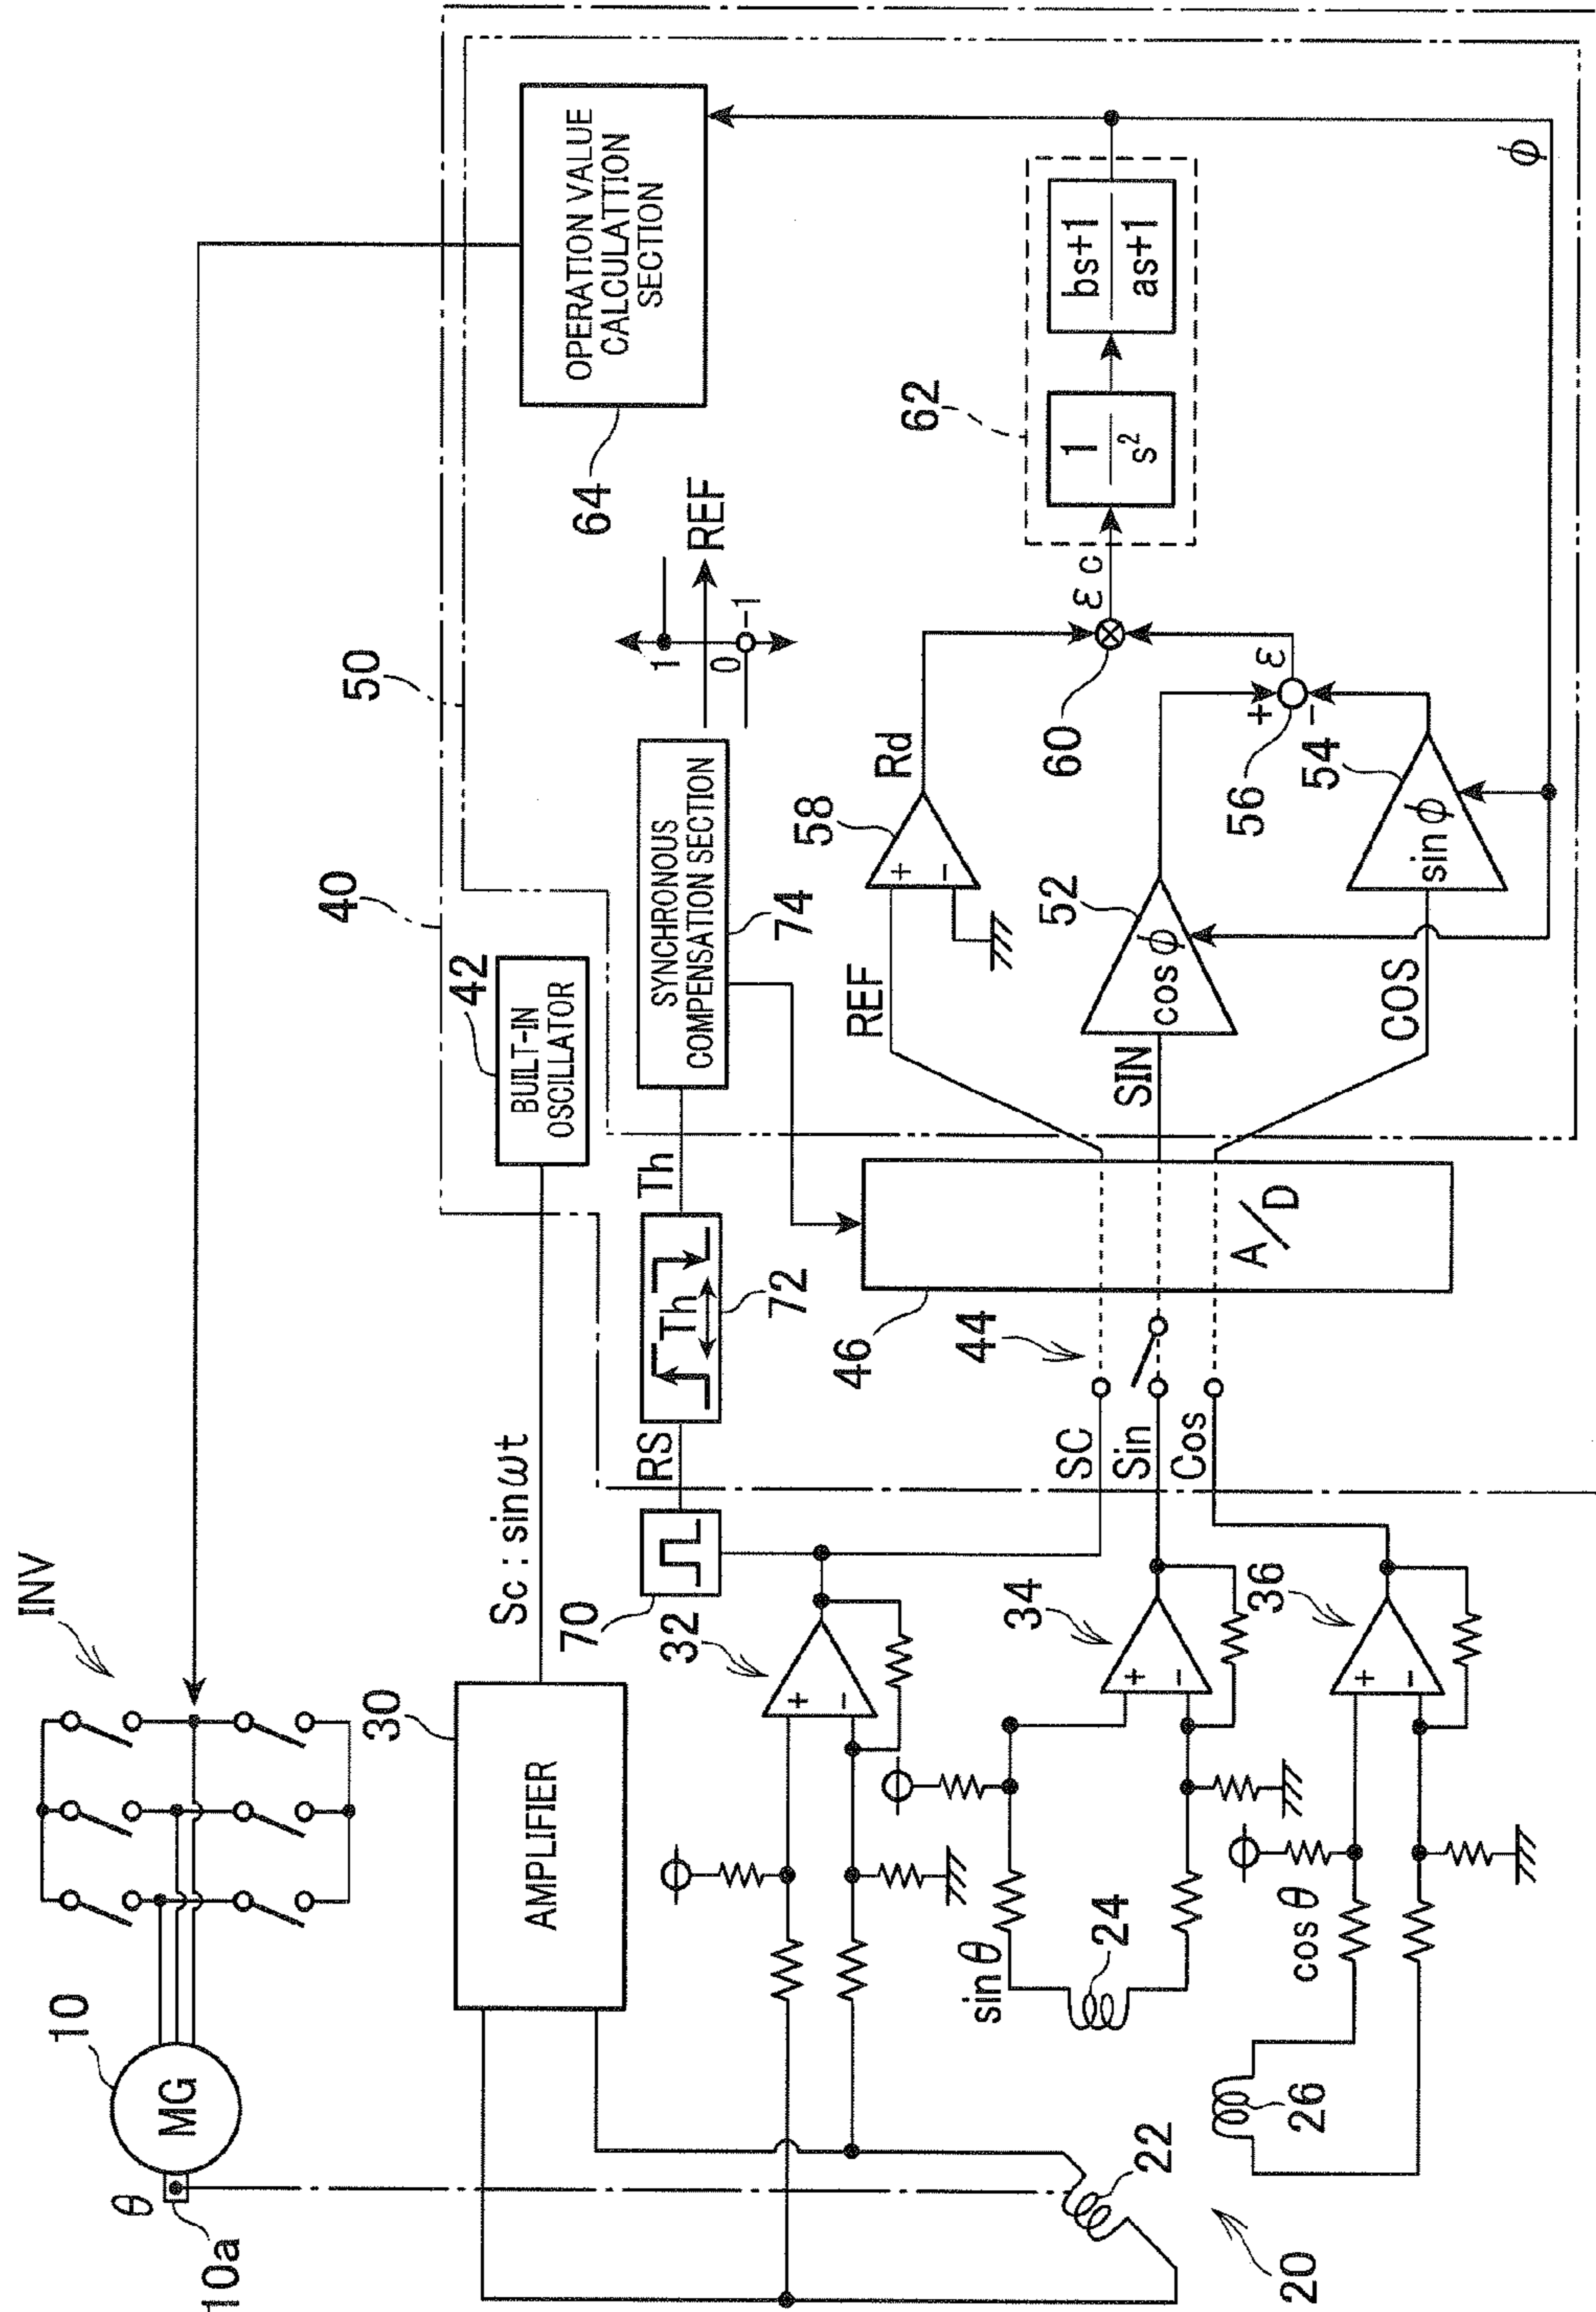 INV
10
MG
θ
10a
30
AMPLIFIER
Sc : sinωt
40
50
42
BUILT-IN
OSCILLATOR
OPERATION VALUE
CALCULATTION
SECTION
64
70
RS
Th
72
Th
SYNCHRONOUS
COMPENSATION SECTION
74
1
0
-1
REF
32
+
-
SC
Sin
Cos
44
46
A/D
REF
SIN
COS
58
+
-
Rd
60
ε c
62
1
s²
bs+1
as+1
52
cos φ
56
+
-
ε
54
sin φ
φ
sin θ
24
34
+
-
cos θ
26
36
+
-
22
20